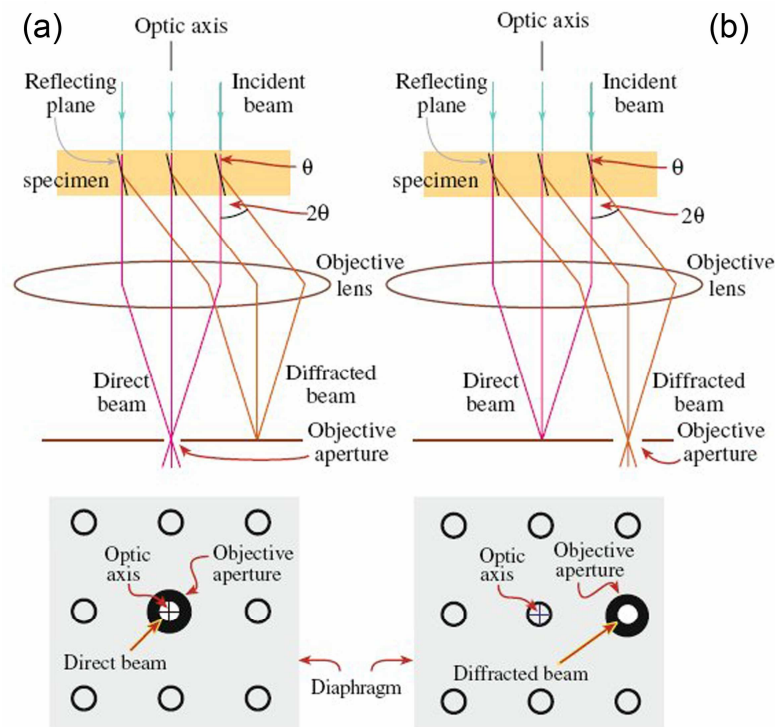 (a)
Optic axis
Reflecting
plane
Incident
beam
θ
specimen
2θ
Objective
lens
Direct
beam
Diffracted
beam
Objective
aperture
Optic
axis
Objective
aperture
Direct beam
(b)
Optic axis
Reflecting
plane
Incident
beam
θ
specimen
2θ
Objective
lens
Direct
beam
Diffracted
beam
Objective
aperture
Optic
axis
Objective
aperture
Diffracted beam
Diaphragm